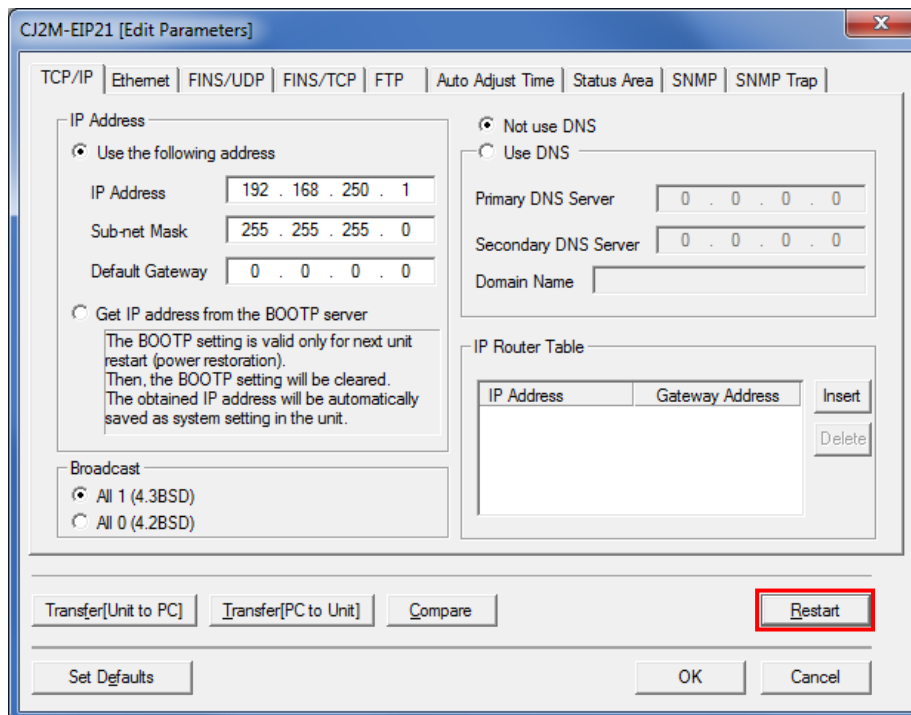 CJ2M-EIP21 [Edit Parameters]
TCP/IP Ethernet FINS/UDP FINS/TCP FTP Auto Adjust Time Status Area SNMP SNMP Trap
IP Address
Use the following address
IP Address 192 . 168 . 250 . 1
Sub-net Mask 255 . 255 . 255 . 0
Default Gateway 0 . 0 . 0 . 0
Get IP address from the BOOTP server
The BOOTP setting is valid only for next unit
restart (power restoration).
Then, the BOOTP setting will be cleared.
The obtained IP address will be automatically
saved as system setting in the unit.
Broadcast
All 1 (4.3BSD)
All 0 (4.2BSD)
Not use DNS
Use DNS
Primary DNS Server 0 . 0 . 0 . 0
Secondary DNS Server 0 . 0 . 0 . 0
Domain Name
IP Router Table
IP Address Gateway Address Insert
Delete
Transfer[Unit to PC] Transfer[PC to Unit] Compare Restart
Set Defaults OK Cancel